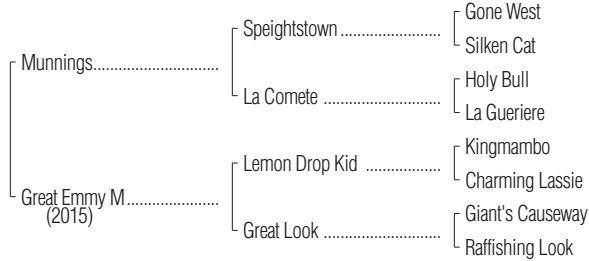 Gone West
Speightstown
Silken Cat
Munnings
Holy Bull
La Comete
La Gueriere
Kingmambo
Lemon Drop Kid
Charming Lassie
Great Emmy M
(2015)
Giant's Causeway
Great Look
Raffishing Look